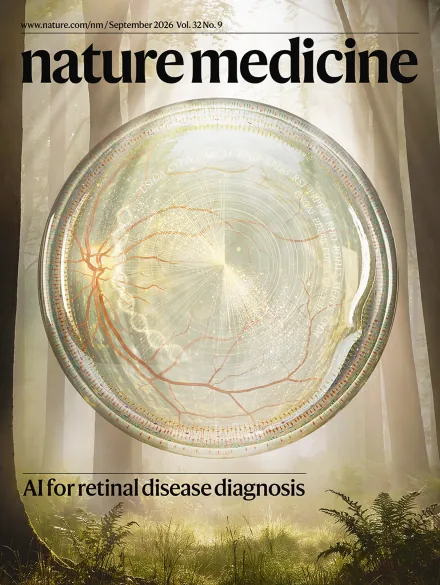 www.nature.com/nm / September 2026 Vol. 32 No. 9
nature medicine
AI for retinal disease diagnosis